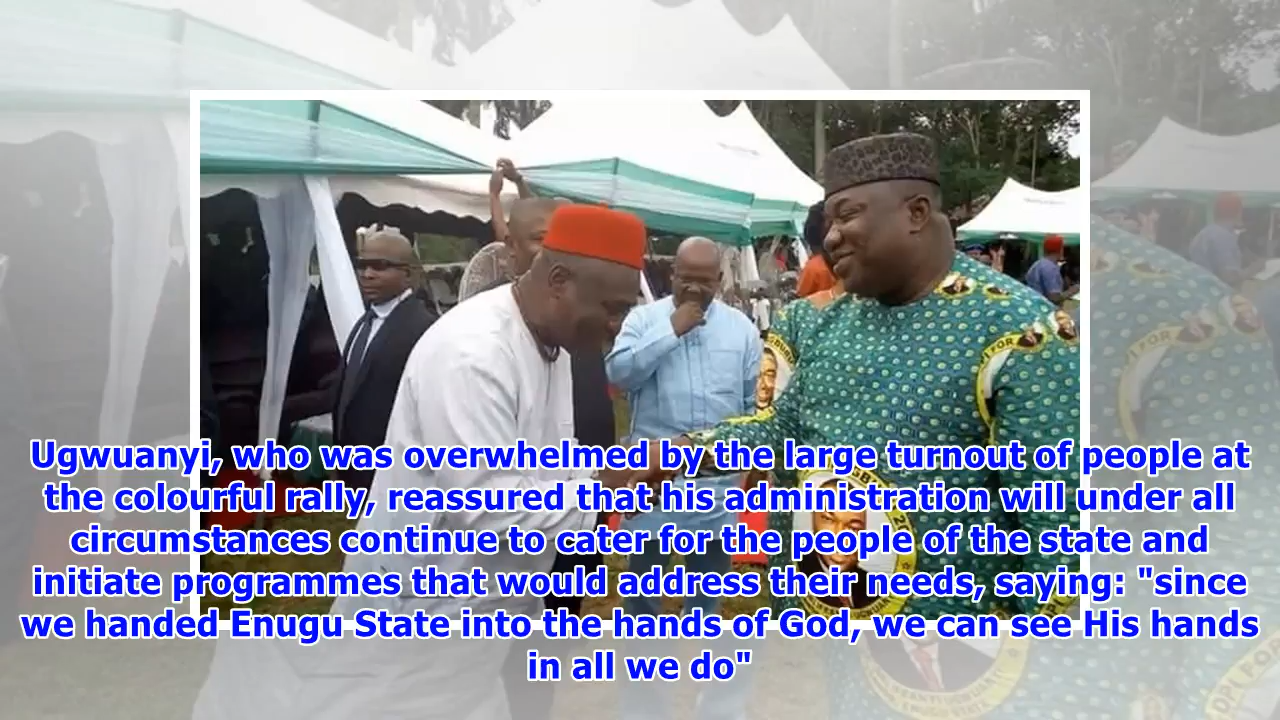 Ugwuanyi, who was overwhelmed by the large turnout of people at
the colourful rally, reassured that his administration will under all
circumstances continue to cater for the people of the state and
initiate programmes that would address their needs, saying: "since
we handed Enugu State into the hands of God, we can see His hands
in all we do"